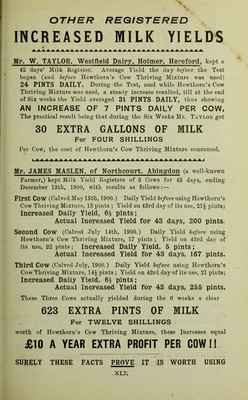 OTHER REGISTERED
INCREASED MILK YIELDS
Mr. W. TAYLOR, Westfield Dairy, Holmer, Hereford, kept a
42 days' Milk Register. Average Yield the day before the Test
began (and before Hewthorn's Cow Thriving Mixture was used)
24 PINTS DAILY. During the Test, and while Hewthorn's Cow
Thriving Mixture was used, a steady increase resulted, till at the end
of Six weeks the Yield averaged 31 PINTS DAILY, thus shewing
AN INCREASE OF 7 PINTS DAILY PER COW.
The practical result being that during the Six Weeks Mr. TAYLOR got
30 EXTRA GALLONS OF MILK
For FOUR SHILLINGS
Per Cow, the cost of Hewthorn's Cow Thriving Mixture consumed.
Mr. JAMES MASLEN, of Northcourt, Abingdon (a well-known
Farmer), kept Milk Yield Registers of 3 Cows for 42 days, ending
December 12th, 1900, with results as follows:—
First Cow (Calved May 15th, 1900.) Daily Yield before using Hewthorn's
Cow Thriving Mixture, 15 pints; Yield on 42nd day of its use, 21½ pints;
Increased Daily Yield, 6½ pints;
Actual Increased Yield for 43 days, 200 pints.
Second Cow (Calved July 14th, 1900.) Daily Yield before using
Hewthorn's Cow Thriving Mixture, 17 pints; Yield on 43rd day of
its use, 22 pints; Increased Daily Yield, 5 pints;
Actual Increased Yield for 43 days, 167 pints.
Third Cow (Calved July, 1900.) Daily Yield before using Hewthorn's
Cow Thriving Mixture, 14½ pints; Yield on 42nd day of its use, 21 pints;
Increased Daily Yield, 6½ pints;
Actual Increased Yield for 43 days, 255 pints.
These Three Cows actually yielded during the 6 weeks a clear
623 EXTRA PINTS OF MILK
For TWELVE SHILLINGS
worth of Hewthorn's Cow Thriving Mixture, these Increases equal
£10 A YEAR EXTRA PROFIT PER COW!!
SURELY THESE FACTS PROVE IT IS WORTH USING
XLII.